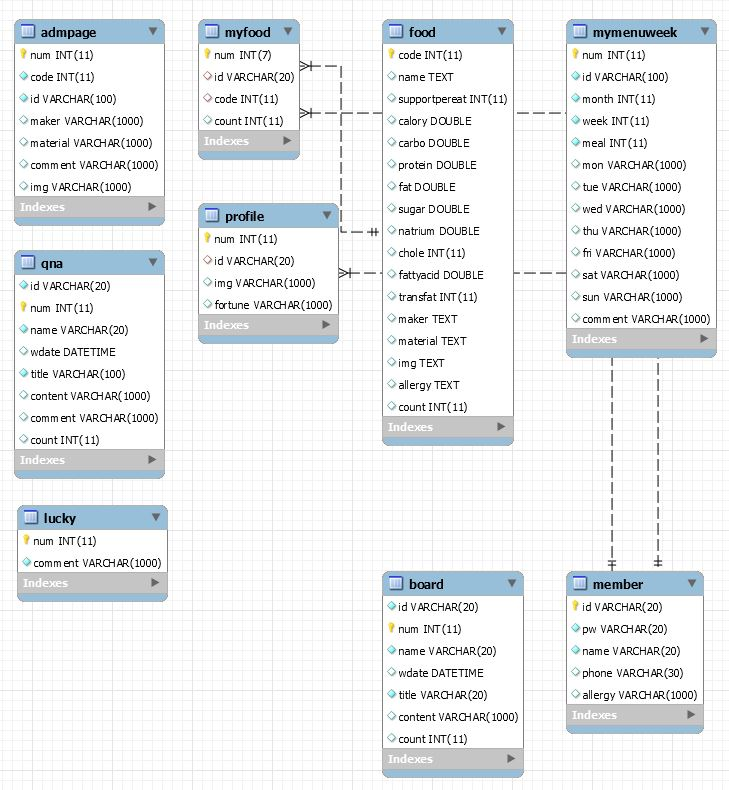 admpage
num INT(11)
code INT(11)
id VARCHAR(100)
maker VARCHAR(1000)
material VARCHAR(1000)
comment VARCHAR(1000)
img VARCHAR(1000)
Indexes
myfood
num INT(7)
id VARCHAR(20)
code INT(11)
count INT(11)
Indexes
food
code INT(11)
name TEXT
supportpereat INT(11)
calory DOUBLE
carbo DOUBLE
protein DOUBLE
fat DOUBLE
sugar DOUBLE
natrium DOUBLE
chole INT(11)
fattyacid DOUBLE
transfat INT(11)
maker TEXT
material TEXT
img TEXT
allergy TEXT
count INT(11)
Indexes
mymenuweek
num INT(11)
id VARCHAR(100)
month INT(11)
week INT(11)
meal INT(11)
mon VARCHAR(1000)
tue VARCHAR(1000)
wed VARCHAR(1000)
thu VARCHAR(1000)
fri VARCHAR(1000)
sat VARCHAR(1000)
sun VARCHAR(1000)
comment VARCHAR(1000)
Indexes
profile
num INT(11)
id VARCHAR(20)
img VARCHAR(1000)
fortune VARCHAR(1000)
Indexes
qna
id VARCHAR(20)
num INT(11)
name VARCHAR(20)
wdate DATETIME
title VARCHAR(100)
content VARCHAR(1000)
comment VARCHAR(1000)
count INT(11)
Indexes
lucky
num INT(11)
comment VARCHAR(1000)
Indexes
board
id VARCHAR(20)
num INT(11)
name VARCHAR(20)
wdate DATETIME
title VARCHAR(20)
content VARCHAR(1000)
count INT(11)
Indexes
member
id VARCHAR(20)
pw VARCHAR(20)
name VARCHAR(20)
phone VARCHAR(30)
allergy VARCHAR(1000)
Indexes